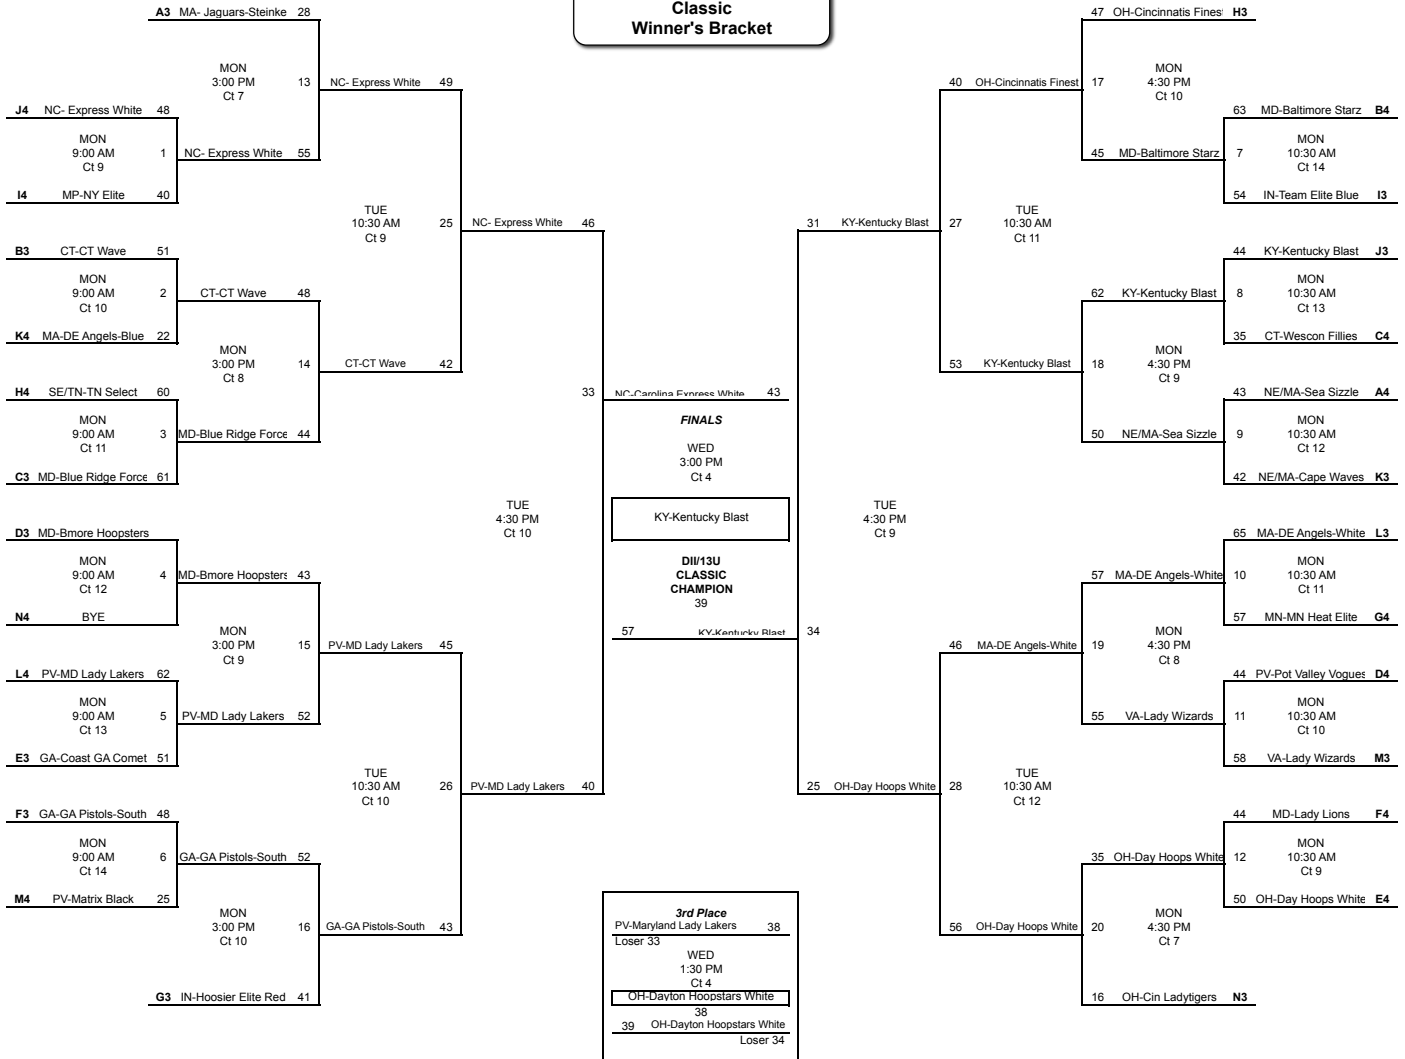 Classic
Winner's Bracket
A3 MA- Jaguars-Steinke 28
MON
3:00 PM
Ct 7
13 NC- Express White 49
J4 NC- Express White 48
MON
9:00 AM
Ct 9
1 NC- Express White 55
I4 MP-NY Elite 40
TUE
10:30 AM
Ct 9
25 NC- Express White 46
B3 CT-CT Wave 51
MON
9:00 AM
Ct 10
2 CT-CT Wave 48
K4 MA-DE Angels-Blue 22
MON
3:00 PM
Ct 8
14 CT-CT Wave 42
H4 SE/TN-TN Select 60
MON
9:00 AM
Ct 11
3 MD-Blue Ridge Force 44
C3 MD-Blue Ridge Force 61
TUE
4:30 PM
Ct 10
D3 MD-Bmore Hoopsters
MON
9:00 AM
Ct 12
4 MD-Bmore Hoopsters 43
N4 BYE
MON
3:00 PM
Ct 9
15 PV-MD Lady Lakers 45
L4 PV-MD Lady Lakers 62
MON
9:00 AM
Ct 13
5 PV-MD Lady Lakers 52
E3 GA-Coast GA Comet 51
TUE
10:30 AM
Ct 10
26 PV-MD Lady Lakers 40
F3 GA-GA Pistols-South 48
MON
9:00 AM
Ct 14
6 GA-GA Pistols-South 52
M4 PV-Matrix Black 25
MON
3:00 PM
Ct 10
16 GA-GA Pistols-South 43
G3 IN-Hoosier Elite Red 41
33 NC-Carolina Express White 43
FINALS
WED
3:00 PM
Ct 4
KY-Kentucky Blast
DII/13U
CLASSIC
CHAMPION
39
57 KY-Kentucky Blast 34
3rd Place
PV-Maryland Lady Lakers 38
Loser 33
WED
1:30 PM
Ct 4
OH-Dayton Hoopstars White
38
39 OH-Dayton Hoopstars White
Loser 34
47 OH-Cincinnatis Fines H3
MON
4:30 PM
Ct 10
40 OH-Cincinnatis Finest 17
63 MD-Baltimore Starz B4
MON
10:30 AM
Ct 14
45 MD-Baltimore Starz 7
54 IN-Team Elite Blue I3
TUE
10:30 AM
Ct 11
31 KY-Kentucky Blast 27
44 KY-Kentucky Blast J3
MON
10:30 AM
Ct 13
62 KY-Kentucky Blast 8
35 CT-Wescon Fillies C4
MON
4:30 PM
Ct 9
53 KY-Kentucky Blast 18
43 NE/MA-Sea Sizzle A4
MON
10:30 AM
Ct 12
50 NE/MA-Sea Sizzle 9
42 NE/MA-Cape Waves K3
TUE
4:30 PM
Ct 9
65 MA-DE Angels-White L3
MON
10:30 AM
Ct 11
57 MA-DE Angels-White 10
57 MN-MN Heat Elite G4
MON
4:30 PM
Ct 8
46 MA-DE Angels-White 19
44 PV-Pot Valley Vogues D4
MON
10:30 AM
Ct 10
55 VA-Lady Wizards 11
58 VA-Lady Wizards M3
TUE
10:30 AM
Ct 12
25 OH-Day Hoops White 28
44 MD-Lady Lions F4
MON
10:30 AM
Ct 9
35 OH-Day Hoops White 12
50 OH-Day Hoops White E4
MON
4:30 PM
Ct 7
56 OH-Day Hoops White 20
16 OH-Cin Ladytigers N3